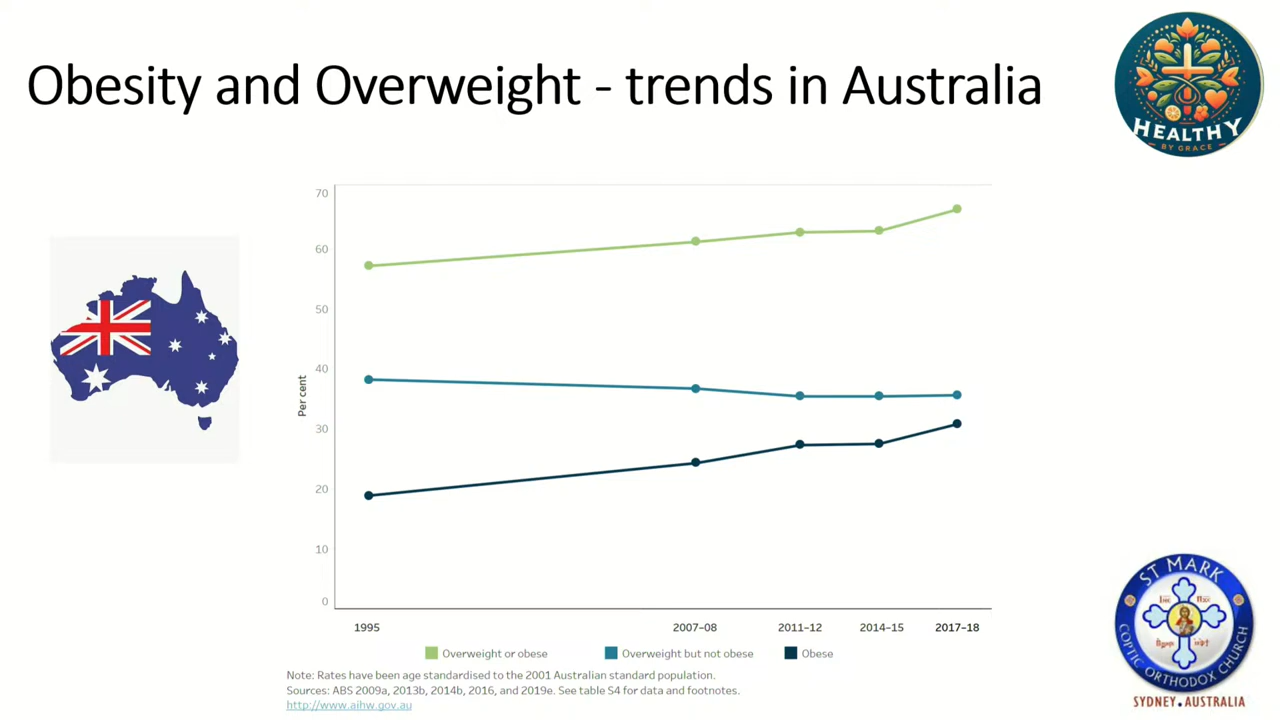 Obesity and Overweight - trends in Australia
HEALTHY
BY GRACE
70
60
50
40
30
20
10
0
Per cent
1995
2007–08
2011–12
2014–15
2017–18
Overweight or obese
Overweight but not obese
Obese
Note: Rates have been age standardised to the 2001 Australian standard population.
Sources: ABS 2009a, 2013b, 2014b, 2016, and 2019e. See table S4 for data and footnotes.
http://www.aihw.gov.au
ST MARK
COPTIC ORTHODOX CHURCH
SYDNEY. AUSTRALIA